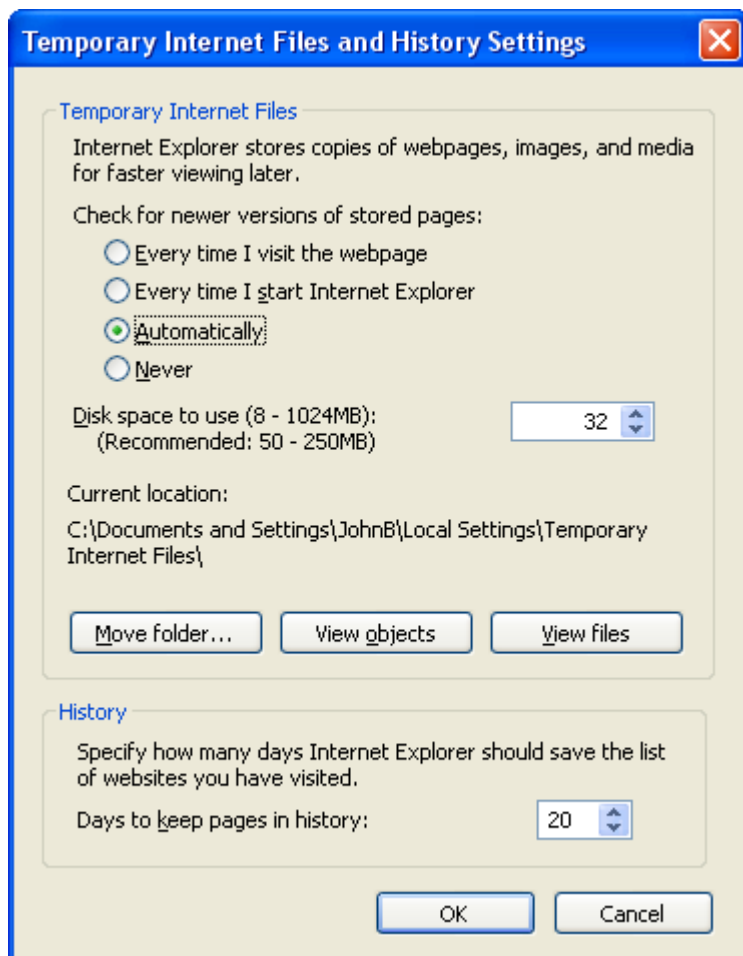 Temporary Internet Files and History Settings
Temporary Internet Files
Internet Explorer stores copies of webpages, images, and media
for faster viewing later.
Check for newer versions of stored pages:
Every time I visit the webpage
Every time I start Internet Explorer
Automatically
Never
Disk space to use (8 - 1024MB): 32
(Recommended: 50 - 250MB)
Current location:
C:\Documents and Settings\JohnB\Local Settings\Temporary
Internet Files\
Move folder... View objects View files
History
Specify how many days Internet Explorer should save the list
of websites you have visited.
Days to keep pages in history: 20
OK Cancel